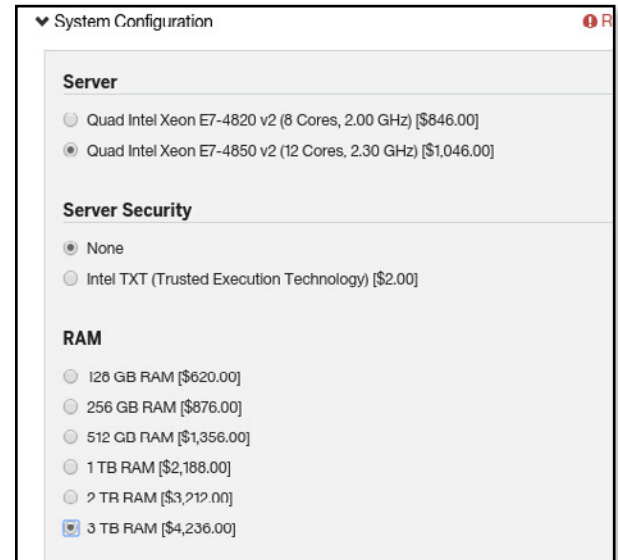 System Configuration
R
Server
Quad Intel Xeon E7-4820 v2 (8 Cores, 2.00 GHz) [$846.00]
Quad Intel Xeon E7-4850 v2 (12 Cores, 2.30 GHz) [$1,046.00]
Server Security
None
Intel TXT (Trusted Execution Technology) [$2.00]
RAM
128 GB RAM [$620.00]
256 GB RAM [$876.00]
512 GB RAM [$1,356.00]
1 TB RAM [$2,188.00]
2 TB RAM [$3,212.00]
3 TB RAM [$4,236.00]